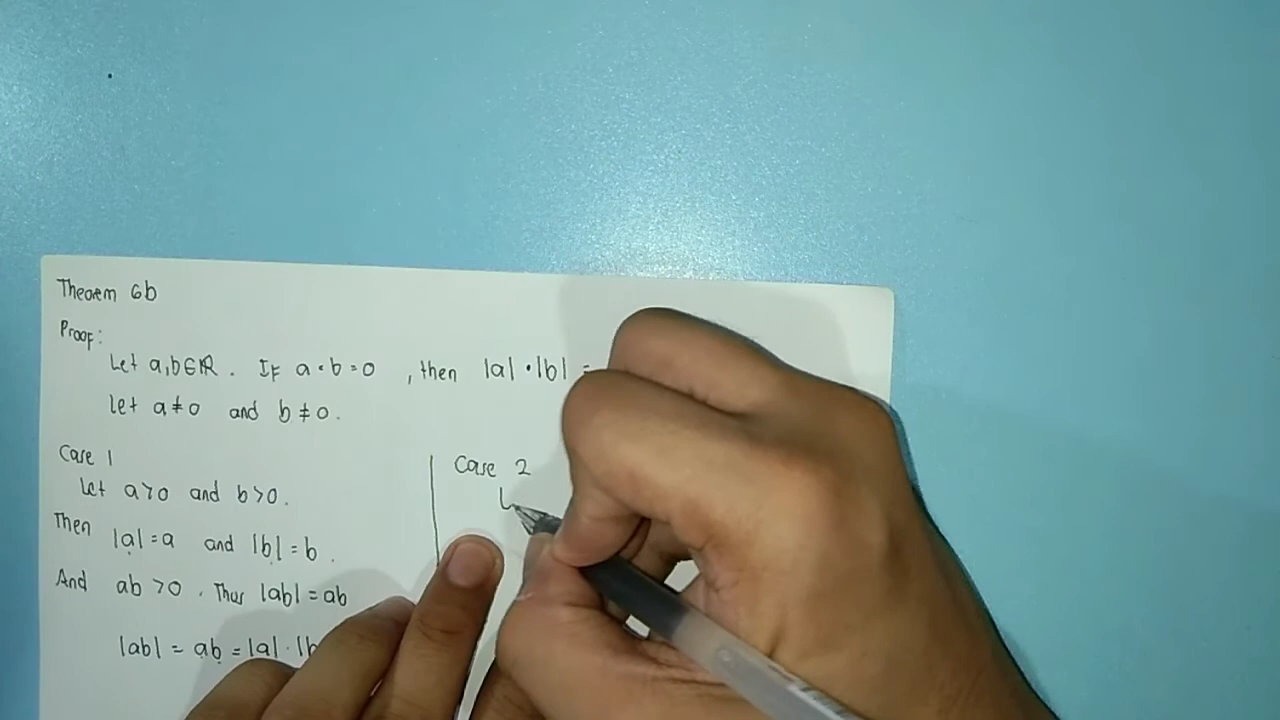 Theorem 6b
Proof:
Let a,b∈ℝ. If a·b=0, then |a|·|b| =
let a≠0 and b≠0.
Case 1
Let a>0 and b>0.
Then |a|=a and |b|=b.
And ab>0. Thus |ab|=ab
|ab| = ab = |a|·|b
Case 2